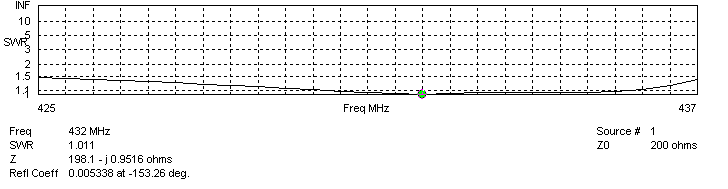 INF
10
5
SWR
3
2
1.5
1.1
1
425 Freq MHz 437
Freq 432 MHz Source # 1
SWR 1.011 Z0 200 ohms
Z 198.1 - j 0.9516 ohms
Refl Coeff 0.005338 at -153.26 deg.